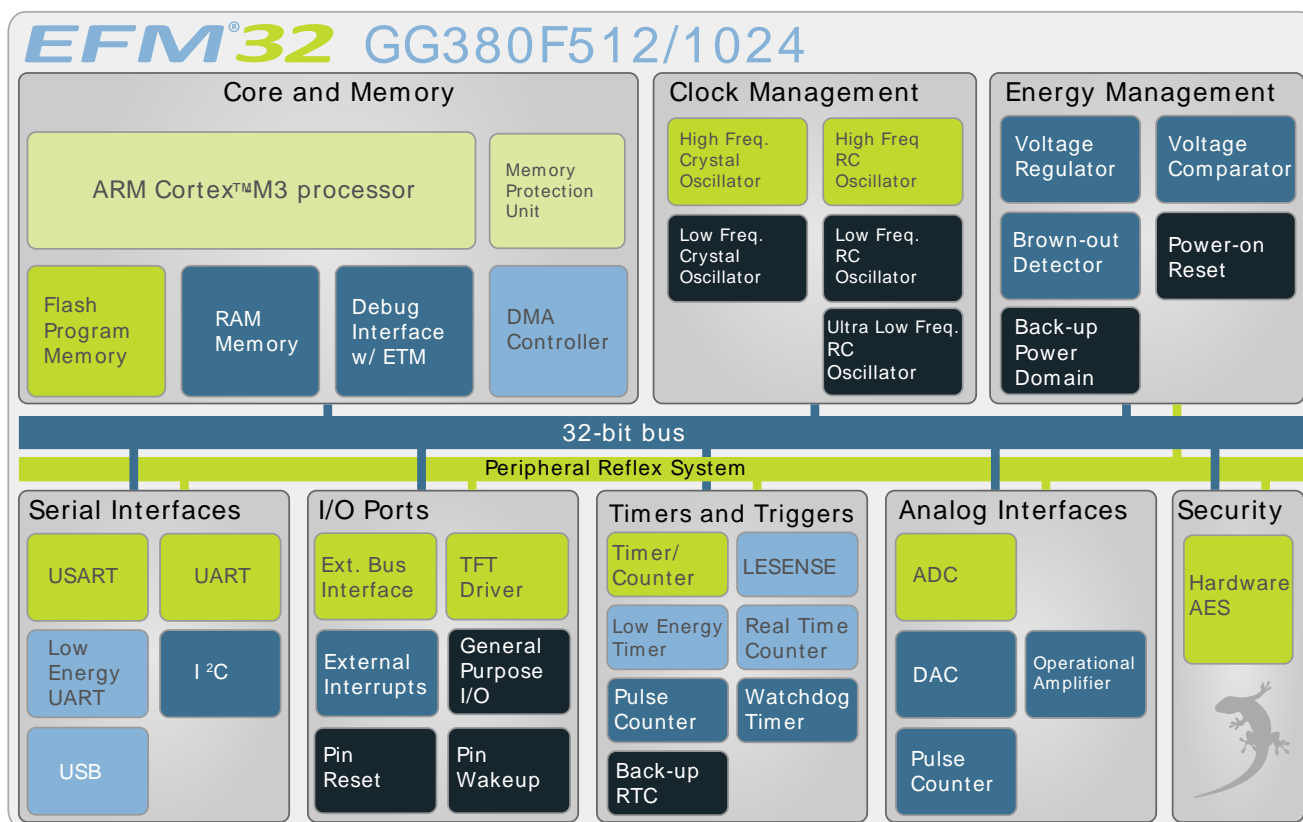 EFM®32 GG380F512/1024
Core and Memory
ARM Cortex™M3 processor
Memory
Protection
Unit
Flash
Program
Memory
RAM
Memory
Debug
Interface
w/ ETM
DMA
Controller
Clock Management
High Freq.
Crystal
Oscillator
High Freq
RC
Oscillator
Low Freq.
Crystal
Oscillator
Low Freq.
RC
Oscillator
Ultra Low Freq.
RC
Oscillator
Energy Management
Voltage
Regulator
Voltage
Comparator
Brown-out
Detector
Power-on
Reset
Back-up
Power
Domain
32-bit bus
Peripheral Reflex System
Serial Interfaces
USART
UART
Low
Energy
UART
I ²C
USB
I/O Ports
Ext. Bus
Interface
TFT
Driver
External
Interrupts
General
Purpose
I/O
Pin
Reset
Pin
Wakeup
Timers and Triggers
Timer/
Counter
LESENSE
Low Energy
Timer
Real Time
Counter
Pulse
Counter
Watchdog
Timer
Back-up
RTC
Analog Interfaces
ADC
DAC
Operational
Amplifier
Pulse
Counter
Security
Hardware
AES